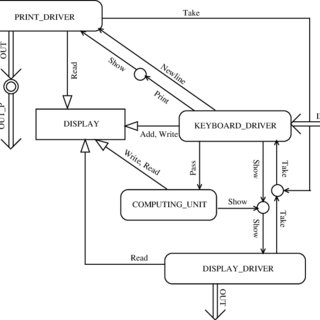 PRINT_DRIVER
Take
OUT
Read
Show
Newline
Print
OUT_P
DISPLAY
Add, Write
KEYBOARD_DRIVER
Write, Read
Pass
Show
Take
COMPUTING_UNIT
Show
Show
Take
Read
DISPLAY_DRIVER
OUT